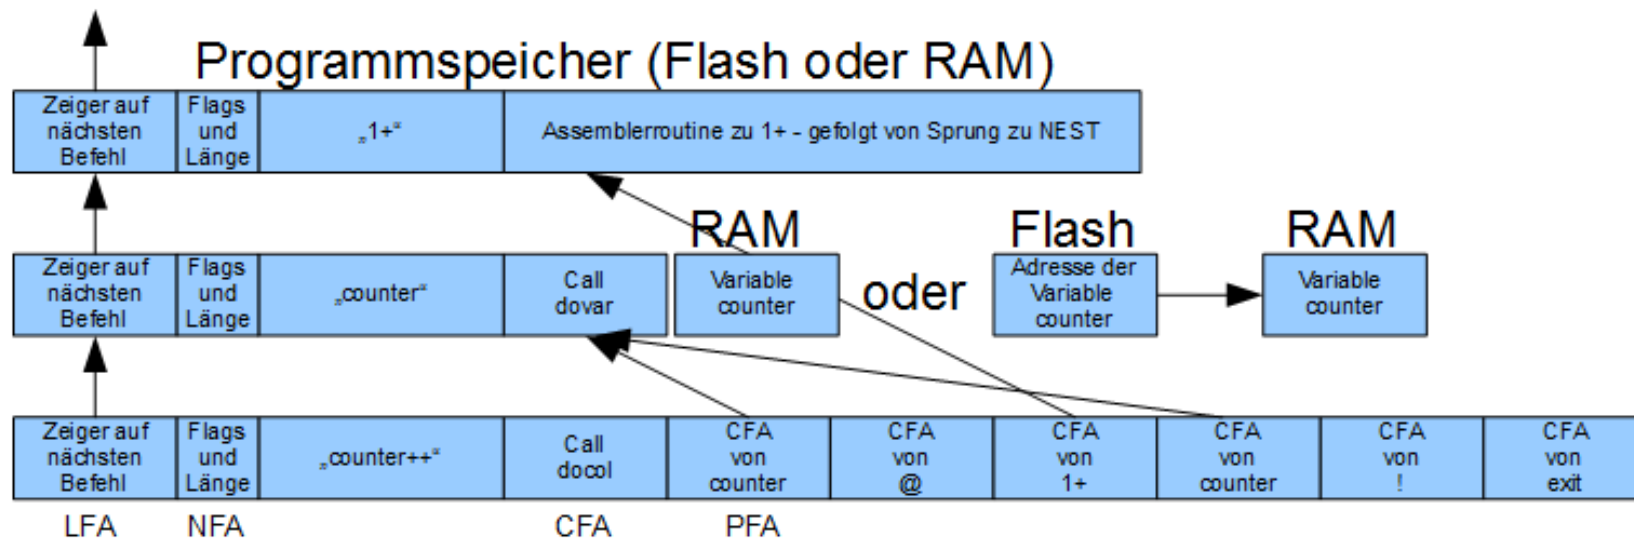 Programmspeicher (Flash oder RAM)
Zeiger auf
nächsten
Befehl
Flags
und
Länge
„1+“
Assemblerroutine zu 1+ - gefolgt von Sprung zu NEST
RAM
Flash
RAM
Zeiger auf
nächsten
Befehl
Flags
und
Länge
„counter“
Call
dovar
Variable
counter
oder
Adresse der
Variable
counter
Variable
counter
Zeiger auf
nächsten
Befehl
Flags
und
Länge
„counter++“
Call
docol
CFA
von
counter
CFA
von
@
CFA
von
1+
CFA
von
counter
CFA
von
!
CFA
von
exit
LFA
NFA
CFA
PFA